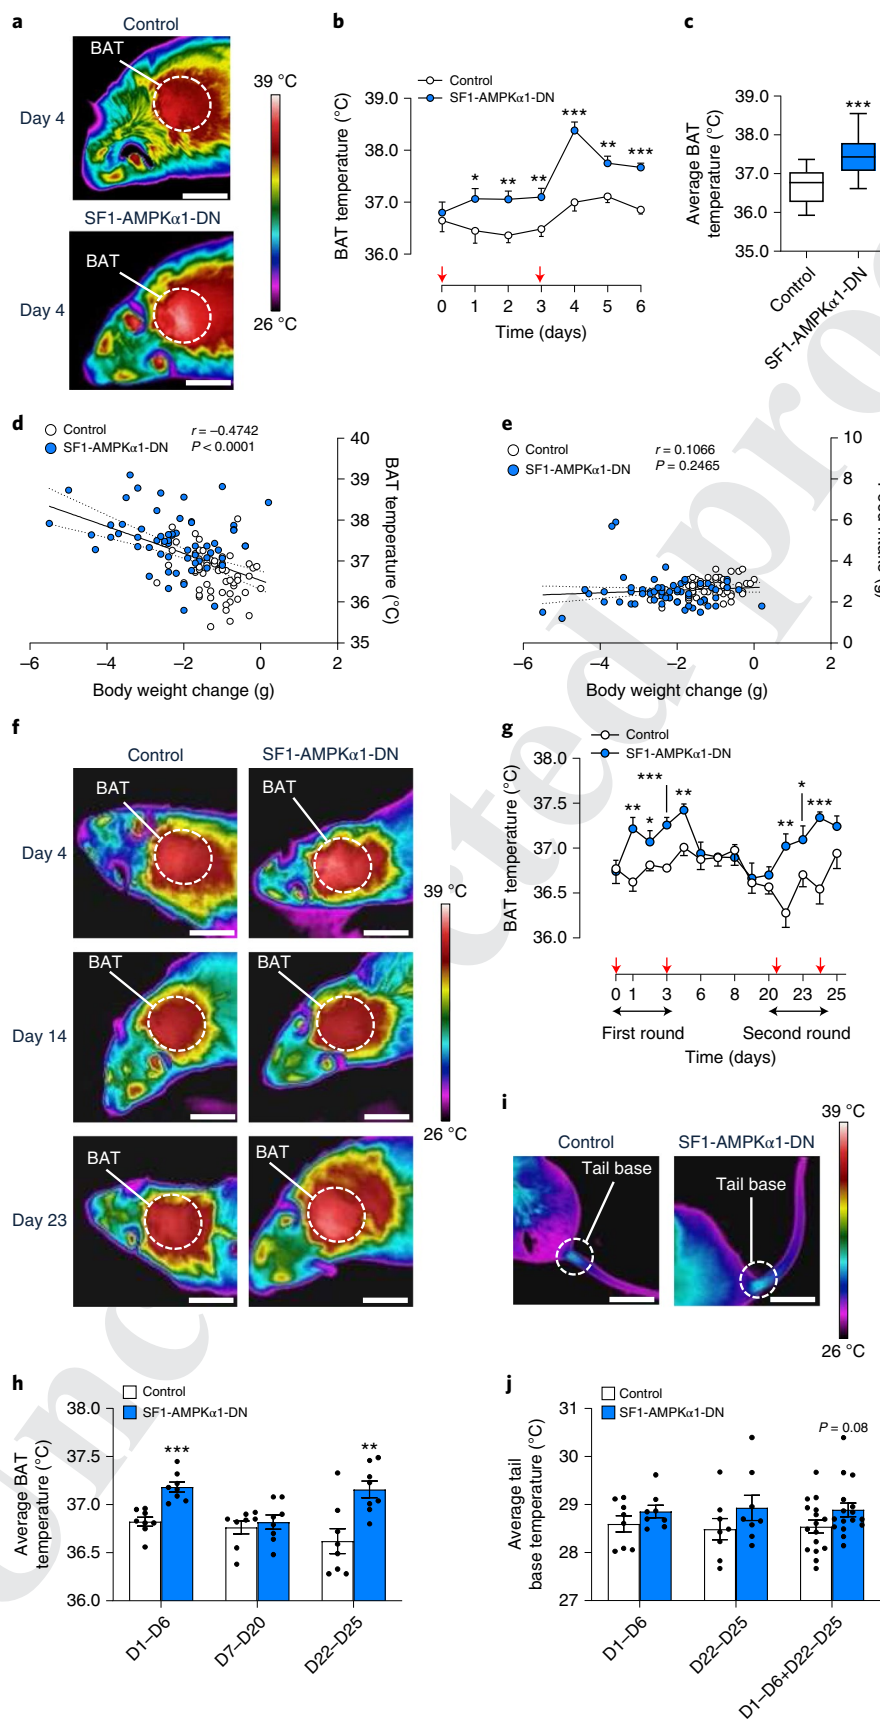 a
Control
BAT
Day 4
SF1-AMPKα1-DN
BAT
Day 4
39 °C
26 °C
b
Control
SF1-AMPKα1-DN
BAT temperature (°C)
39.0
38.0
37.0
36.0
*
**
**
***
**
***
0 1 2 3 4 5 6
Time (days)
c
Average BAT
temperature (°C)
39.0
38.0
37.0
36.0
35.0
***
Control
SF1-AMPKα1-DN
d
Control
SF1-AMPKα1-DN
r = −0.4742
P < 0.0001
40
39
38
37
36
35
BAT temperature (°C)
−6 −4 −2 0 2
Body weight change (g)
e
Control
SF1-AMPKα1-DN
r = 0.1066
P = 0.2465
10
8
6
4
2
0
−6 −4 −2 0 2
Body weight change (g)
f
Control
SF1-AMPKα1-DN
Day 4
BAT
BAT
Day 14
BAT
BAT
Day 23
BAT
BAT
39 °C
26 °C
g
Control
SF1-AMPKα1-DN
BAT temperature (°C)
38.0
37.5
37.0
36.5
36.0
**
*
***
**
**
*
***
0 1 3 6 8 20 23 25
First round
Second round
Time (days)
i
Control
SF1-AMPKα1-DN
Tail base
Tail base
39 °C
26 °C
h
Control
SF1-AMPKα1-DN
Average BAT
temperature (°C)
38.0
37.5
37.0
36.5
36.0
***
**
D1–D6
D7–D20
D22–D25
j
Control
SF1-AMPKα1-DN
Average tail
base temperature (°C)
31
30
29
28
27
P = 0.08
D1–D6
D22–D25
D1–D6+D22–D25